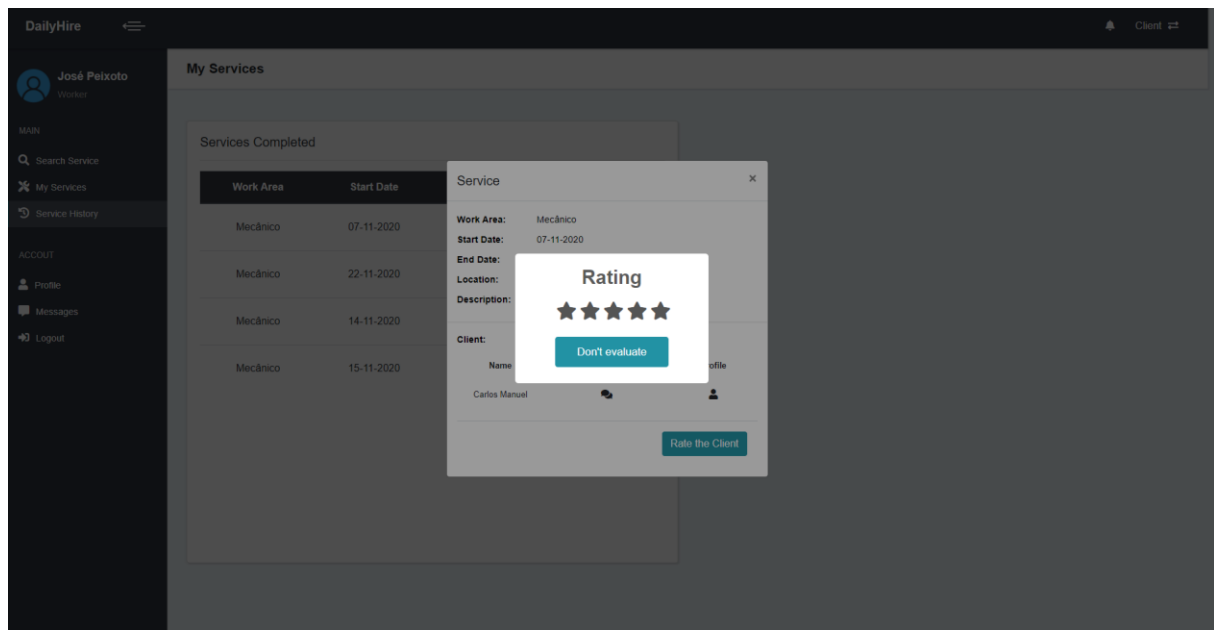 DailyHire
Client
José Peixoto
Worker
MAIN
Search Service
My Services
Service History
ACCOUT
Profile
Messages
Logout
My Services
Services Completed
Work Area Start Date
Mecânico 07-11-2020
Mecânico 22-11-2020
Mecânico 14-11-2020
Mecânico 15-11-2020
Service ×
Work Area: Mecânico
Start Date: 07-11-2020
End Date:
Location:
Description:
Client:
Name
Carlos Manuel
Rate the Client
Rating
Don't evaluate